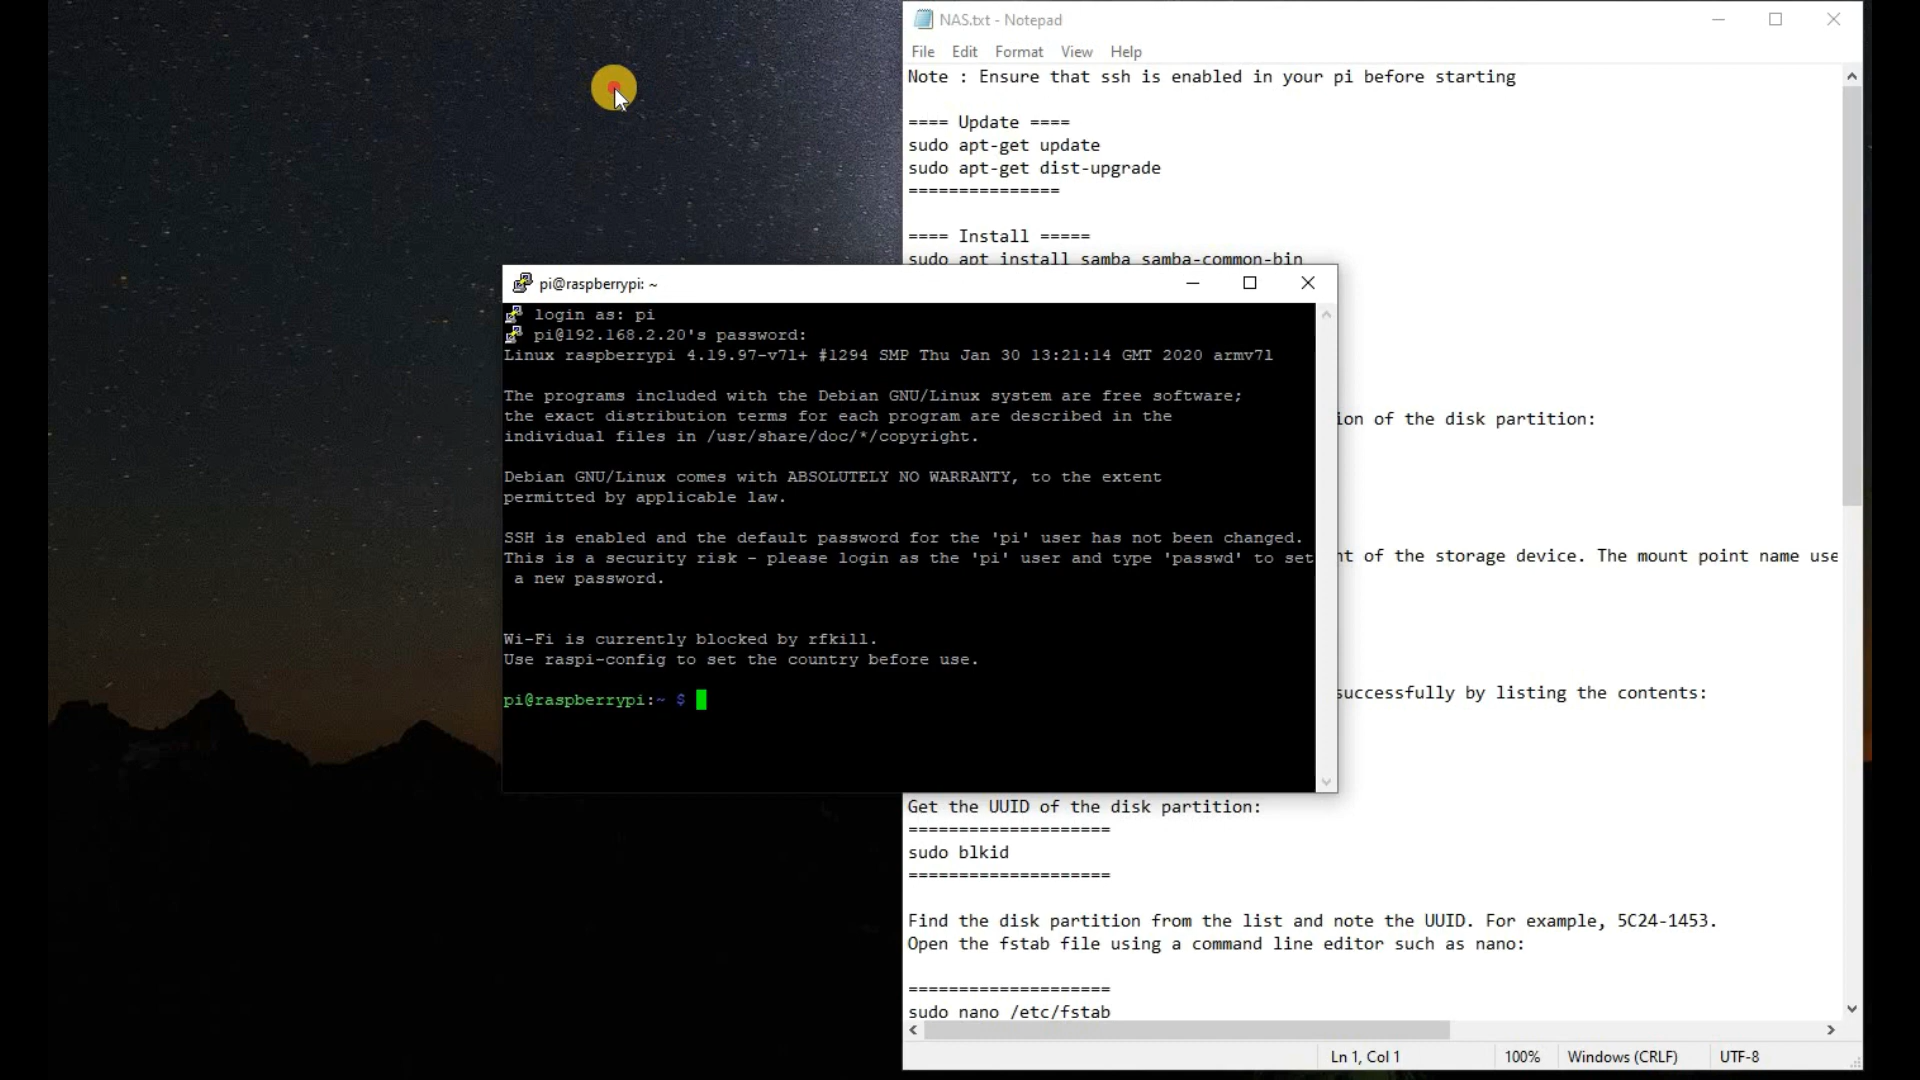 NAS.txt - Notepad
File Edit Format View Help
Note : Ensure that ssh is enabled in your pi before starting
==== Update ====
sudo apt-get update
sudo apt-get dist-upgrade
===============
==== Install =====
sudo apt install samba samba-common-bin
ion of the disk partition:
nt of the storage device. The mount point name use
successfully by listing the contents:
Get the UUID of the disk partition:
====================
sudo blkid
====================
Find the disk partition from the list and note the UUID. For example, 5C24-1453.
Open the fstab file using a command line editor such as nano:
====================
sudo nano /etc/fstab
Ln 1, Col 1 100% Windows (CRLF) UTF-8
pi@raspberrypi: ~
login as: pi
pi@192.168.2.20's password:
Linux raspberrypi 4.19.97-v7l+ #1294 SMP Thu Jan 30 13:21:14 GMT 2020 armv7l
The programs included with the Debian GNU/Linux system are free software;
the exact distribution terms for each program are described in the
individual files in /usr/share/doc/*/copyright.
Debian GNU/Linux comes with ABSOLUTELY NO WARRANTY, to the extent
permitted by applicable law.
SSH is enabled and the default password for the 'pi' user has not been changed.
This is a security risk - please login as the 'pi' user and type 'passwd' to set
a new password.
Wi-Fi is currently blocked by rfkill.
Use raspi-config to set the country before use.
pi@raspberrypi:~ $